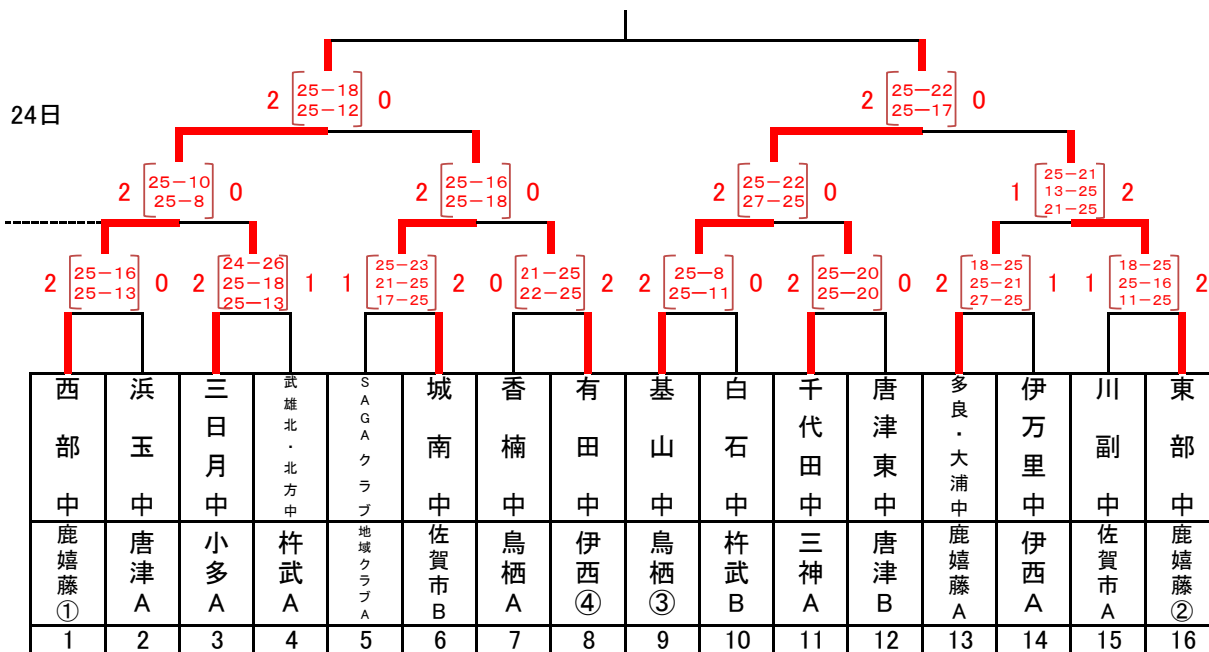 2 25-18 0
25-12
2 25-22 0
25-17
24日
2 25-10 0
25-8
2 25-16 0
25-18
2 25-22 0
27-25
1 25-21 2
13-25
21-25
2 25-16 0
25-13
2 24-26 1
25-18
25-13
1 25-23 2
21-25
17-25
0 21-25 2
22-25
2 25-8 0
25-11
2 25-20 0
25-20
2 18-25 1
25-21
27-25
1 18-25 2
25-16
11-25
西部中
浜玉中
三日月中
武雄北・北方中
SAGAクラブ
城南中
香楠中
有田中
基山中
白石中
千代田中
唐津東中
多良・大浦中
伊万里中
川副中
東部中
鹿嬉藤①
唐津A
小多A
杵武A
地域クラブA
佐賀市B
鳥栖A
伊西④
鳥栖③
杵武B
三神A
唐津B
鹿嬉藤A
伊西A
佐賀市A
鹿嬉藤②
1 2 3 4 5 6 7 8 9 10 11 12 13 14 15 16